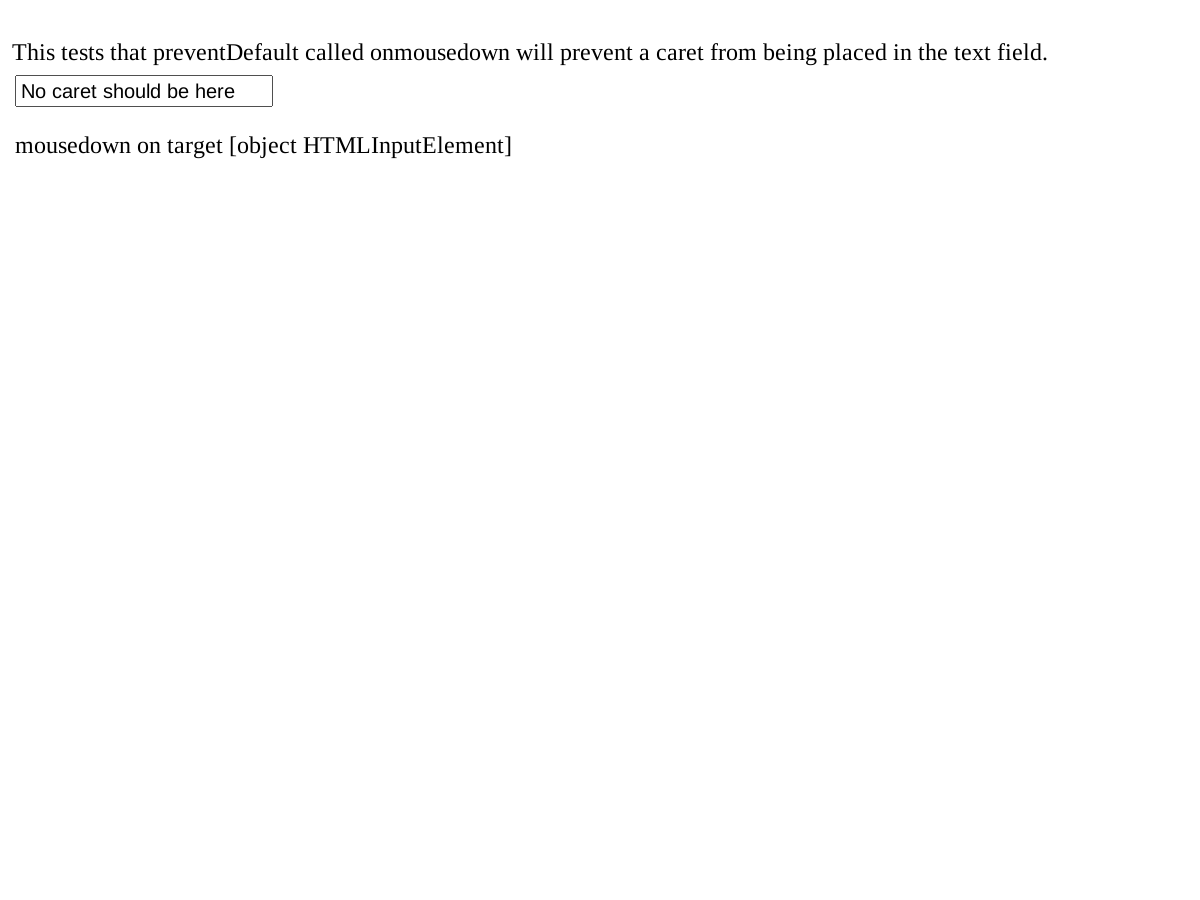 This tests that preventDefault called onmousedown will prevent a caret from being placed in the text field.
No caret should be here
mousedown on target [object HTMLInputElement]